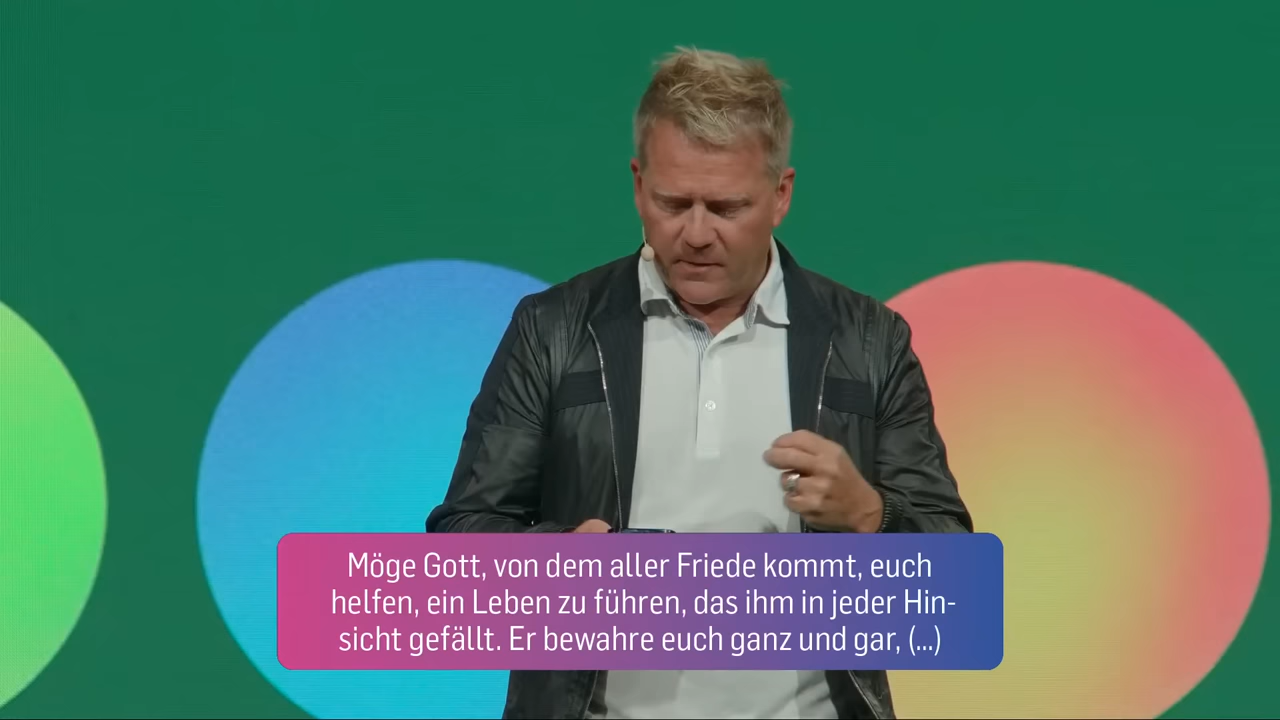 Möge Gott, von dem aller Friede kommt, euch
helfen, ein Leben zu führen, das ihm in jeder Hin-
sicht gefällt. Er bewahre euch ganz und gar, (...)